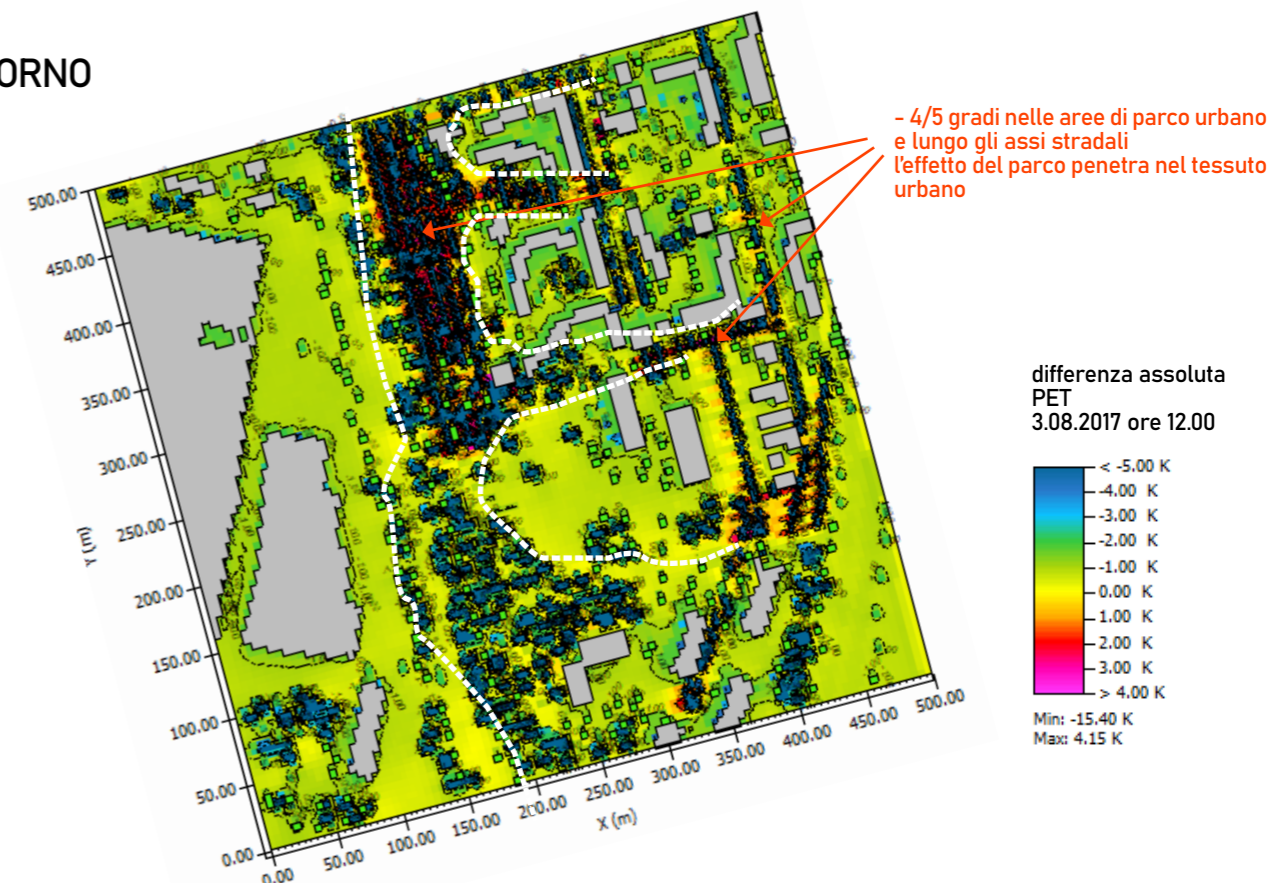 ORNO
- 4/5 gradi nelle aree di parco urbano
e lungo gli assi stradali
l'effetto del parco penetra nel tessuto
urbano
differenza assoluta
PET
3.08.2017 ore 12.00
< -5.00 K
-4.00 K
-3.00 K
-2.00 K
-1.00 K
0.00 K
1.00 K
2.00 K
3.00 K
> 4.00 K
Min: -15.40 K
Max: 4.15 K
500.00
450.00
400.00
350.00
300.00
250.00
200.00
150.00
100.00
50.00
0.00
Y (m)
0.00
50.00
100.00
150.00
200.00
250.00
300.00
350.00
400.00
450.00
500.00
X (m)